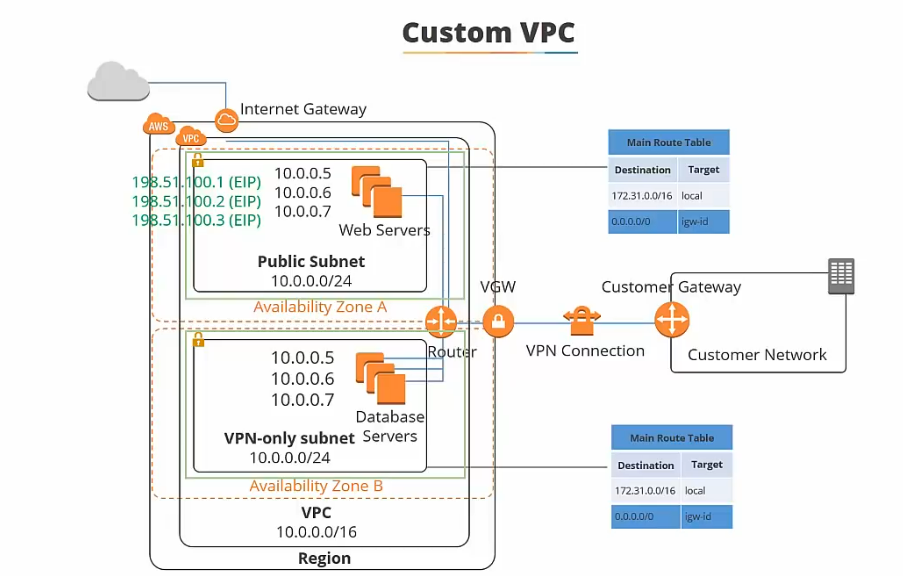 Custom VPC
Internet Gateway
AWS
VPC
198.51.100.1 (EIP)
198.51.100.2 (EIP)
198.51.100.3 (EIP)
10.0.0.5
10.0.0.6
10.0.0.7
Web Servers
Public Subnet
10.0.0.0/24
Availability Zone A
Main Route Table
Destination Target
172.31.0.0/16 local
0.0.0.0/0 igw-id
VGW
Customer Gateway
Router
VPN Connection
Customer Network
10.0.0.5
10.0.0.6
10.0.0.7
Database
Servers
VPN-only subnet
10.0.0.0/24
Availability Zone B
Main Route Table
Destination Target
172.31.0.0/16 local
0.0.0.0/0 igw-id
VPC
10.0.0.0/16
Region